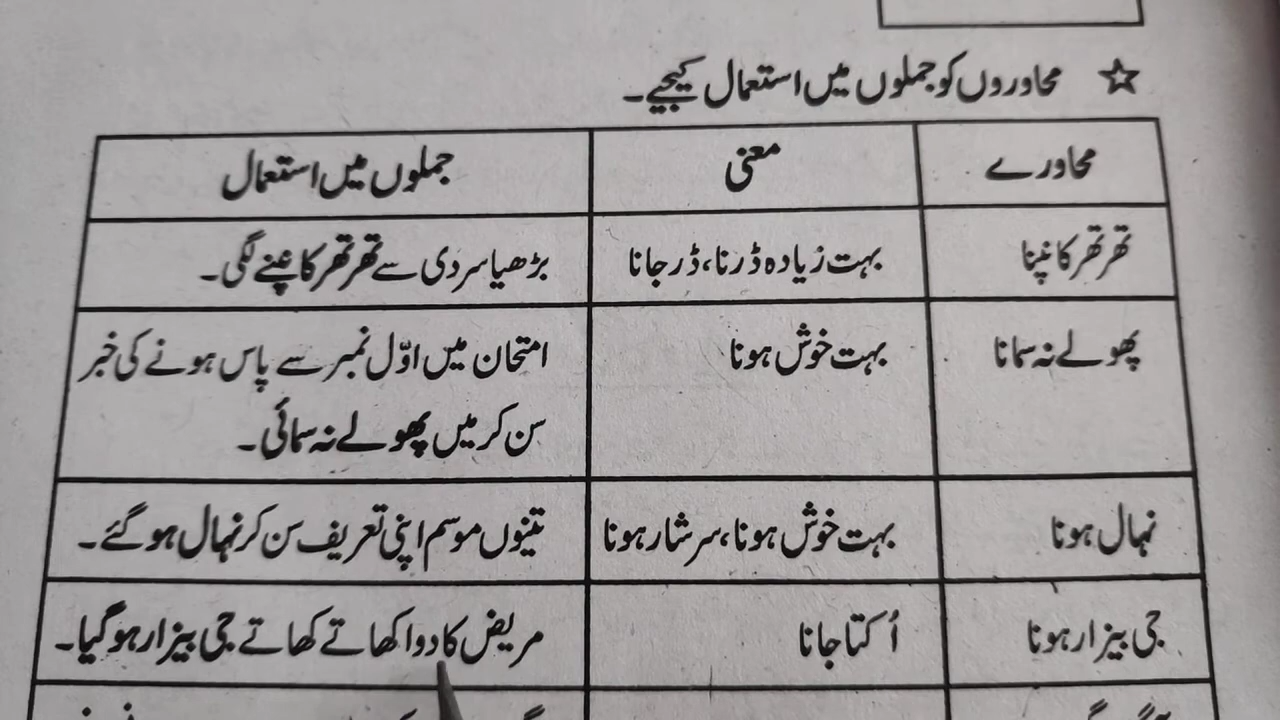 محاوروں کو جملوں میں استعمال کیجیے۔
محاورے	معنی	جملوں میں استعمال
تھر تھر کانپنا	بہت زیادہ ڈرنا، ڈر جانا	بڑھیا سردی سے تھر تھر کانپنے لگی۔
پھولے نہ سمانا	بہت خوش ہونا	امتحان میں اوّل نمبر سے پاس ہونے کی خبر
سن کر میں پھولے نہ سمائی۔
نہال ہونا	بہت خوش ہونا، سرشار ہونا	تینوں موسم اپنی تعریف سن کر نہال ہو گئے۔
جی بیزار ہونا	اُکتا جانا	مریض کا دوا کھاتے کھاتے جی بیزار ہو گیا۔